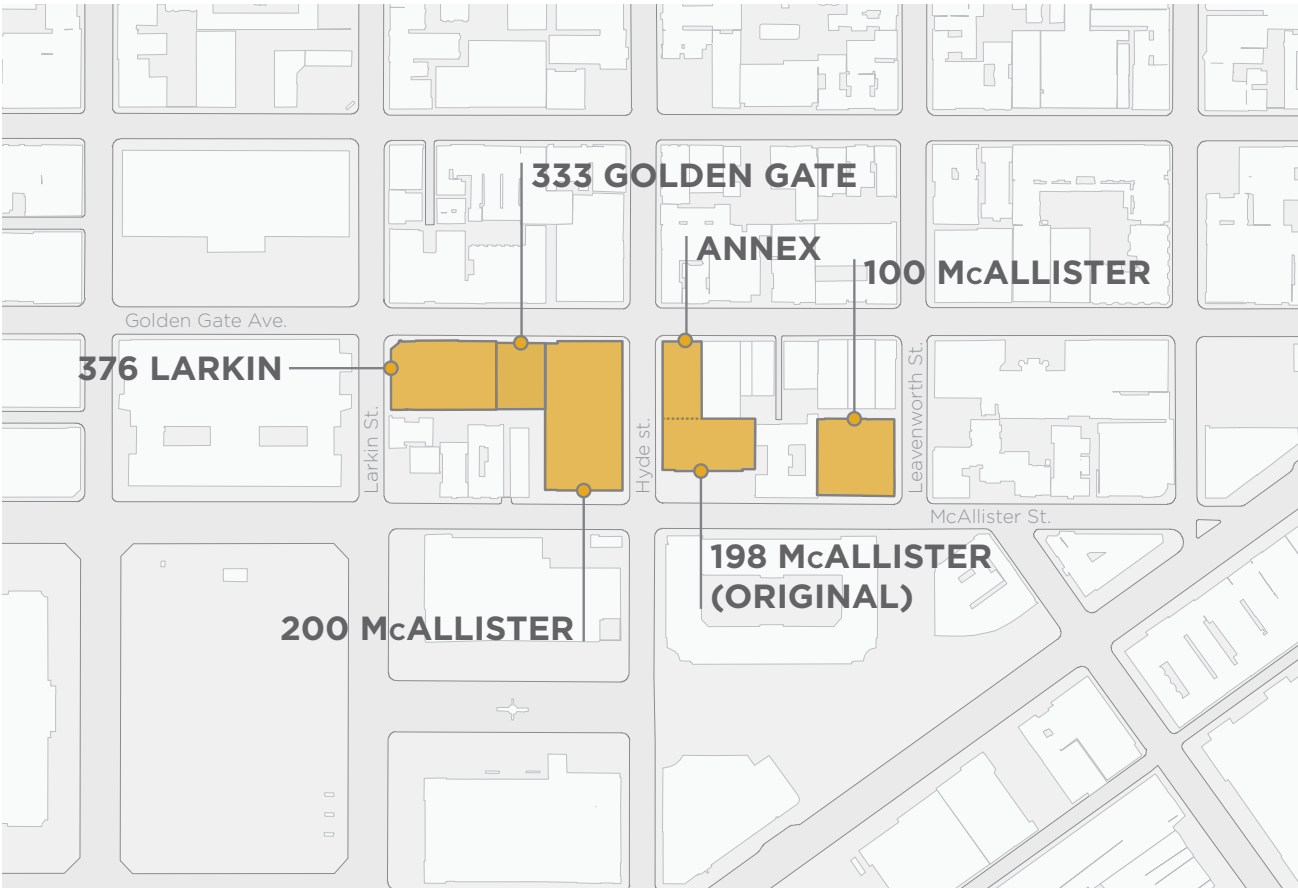 333 GOLDEN GATE
ANNEX
100 McALLISTER
Golden Gate Ave.
376 LARKIN
Larkin St.
Hyde st.
Leavenworth St.
McAllister St.
198 McALLISTER
(ORIGINAL)
200 McALLISTER